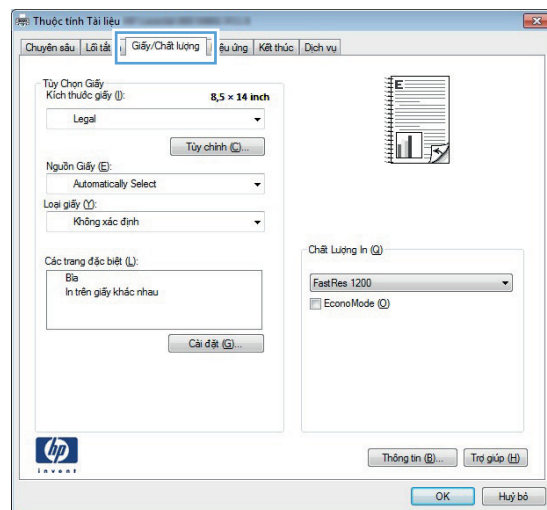 Thuộc tính Tài liệu
Chuyên sâu
Lối tắt
Giấy/Chất lượng
ệu ứng
Kết thúc
Dịch vụ
Tùy Chọn Giấy
Kích thước giấy (I):
8,5 × 14 inch
Legal
Tùy chỉnh (C)...
Nguồn Giấy (E):
Automatically Select
Loại giấy (Y):
Không xác định
Các trang đặc biệt (L):
Bìa
In trên giấy khác nhau
Cài đặt (G)...
E
Chất Lượng In (Q)
FastRes 1200
EconoMode (O)
hp
invent
Thông tin (B)...
Trợ giúp (H)
OK
Huỷ bỏ